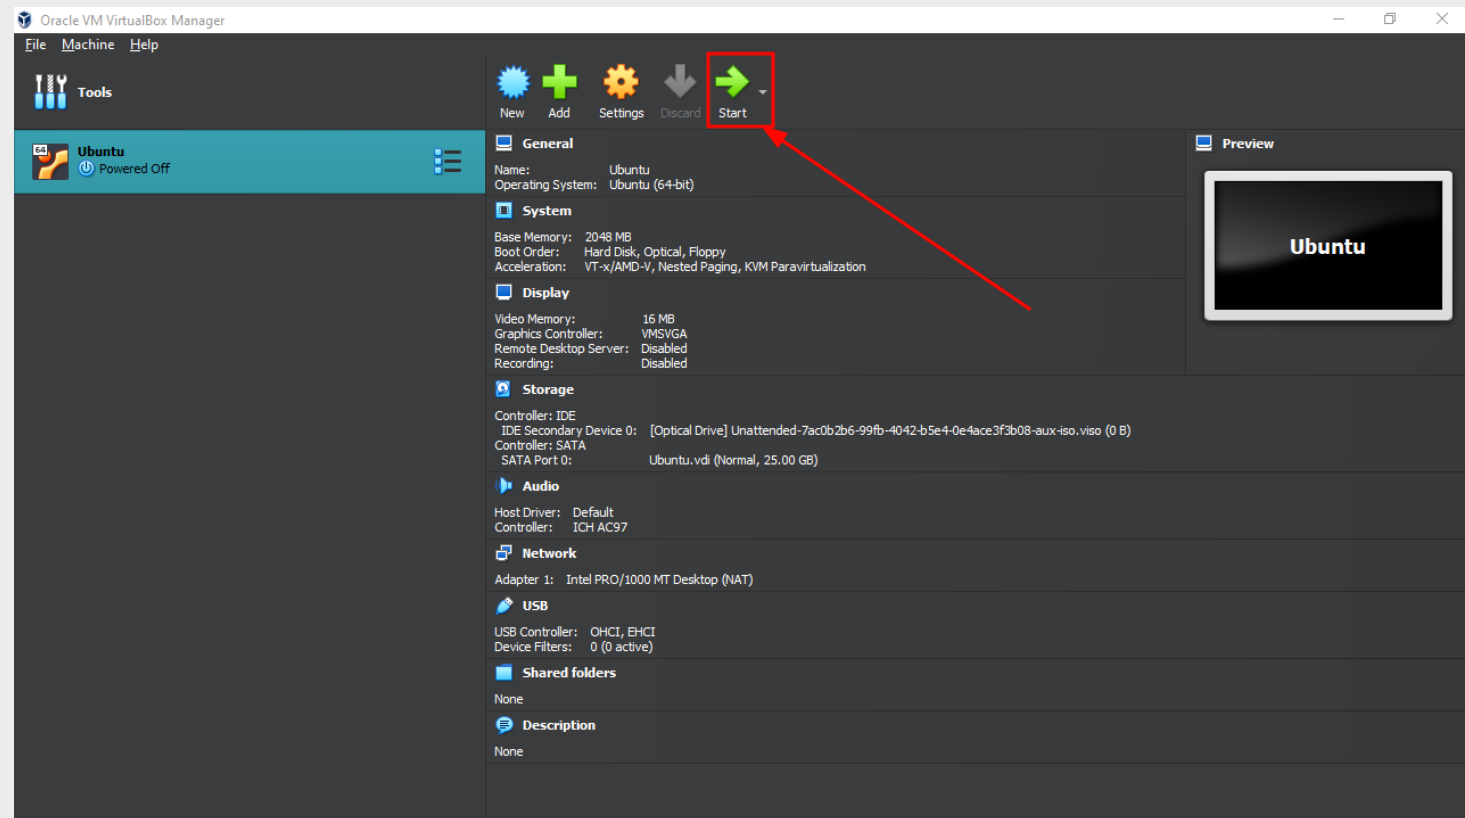 Oracle VM VirtualBox Manager
File Machine Help
Tools
New Add Settings Discard Start
64
Ubuntu
Powered Off
General
Name: Ubuntu
Operating System: Ubuntu (64-bit)
System
Base Memory: 2048 MB
Boot Order: Hard Disk, Optical, Floppy
Acceleration: VT-x/AMD-V, Nested Paging, KVM Paravirtualization
Display
Video Memory: 16 MB
Graphics Controller: VMSVGA
Remote Desktop Server: Disabled
Recording: Disabled
Storage
Controller: IDE
IDE Secondary Device 0: [Optical Drive] Unattended-7ac0b2b6-99fb-4042-b5e4-0e4ace3f3b08-aux-iso.viso (0 B)
Controller: SATA
SATA Port 0: Ubuntu.vdi (Normal, 25.00 GB)
Audio
Host Driver: Default
Controller: ICH AC97
Network
Adapter 1: Intel PRO/1000 MT Desktop (NAT)
USB
USB Controller: OHCI, EHCI
Device Filters: 0 (0 active)
Shared folders
None
Description
None
Preview
Ubuntu